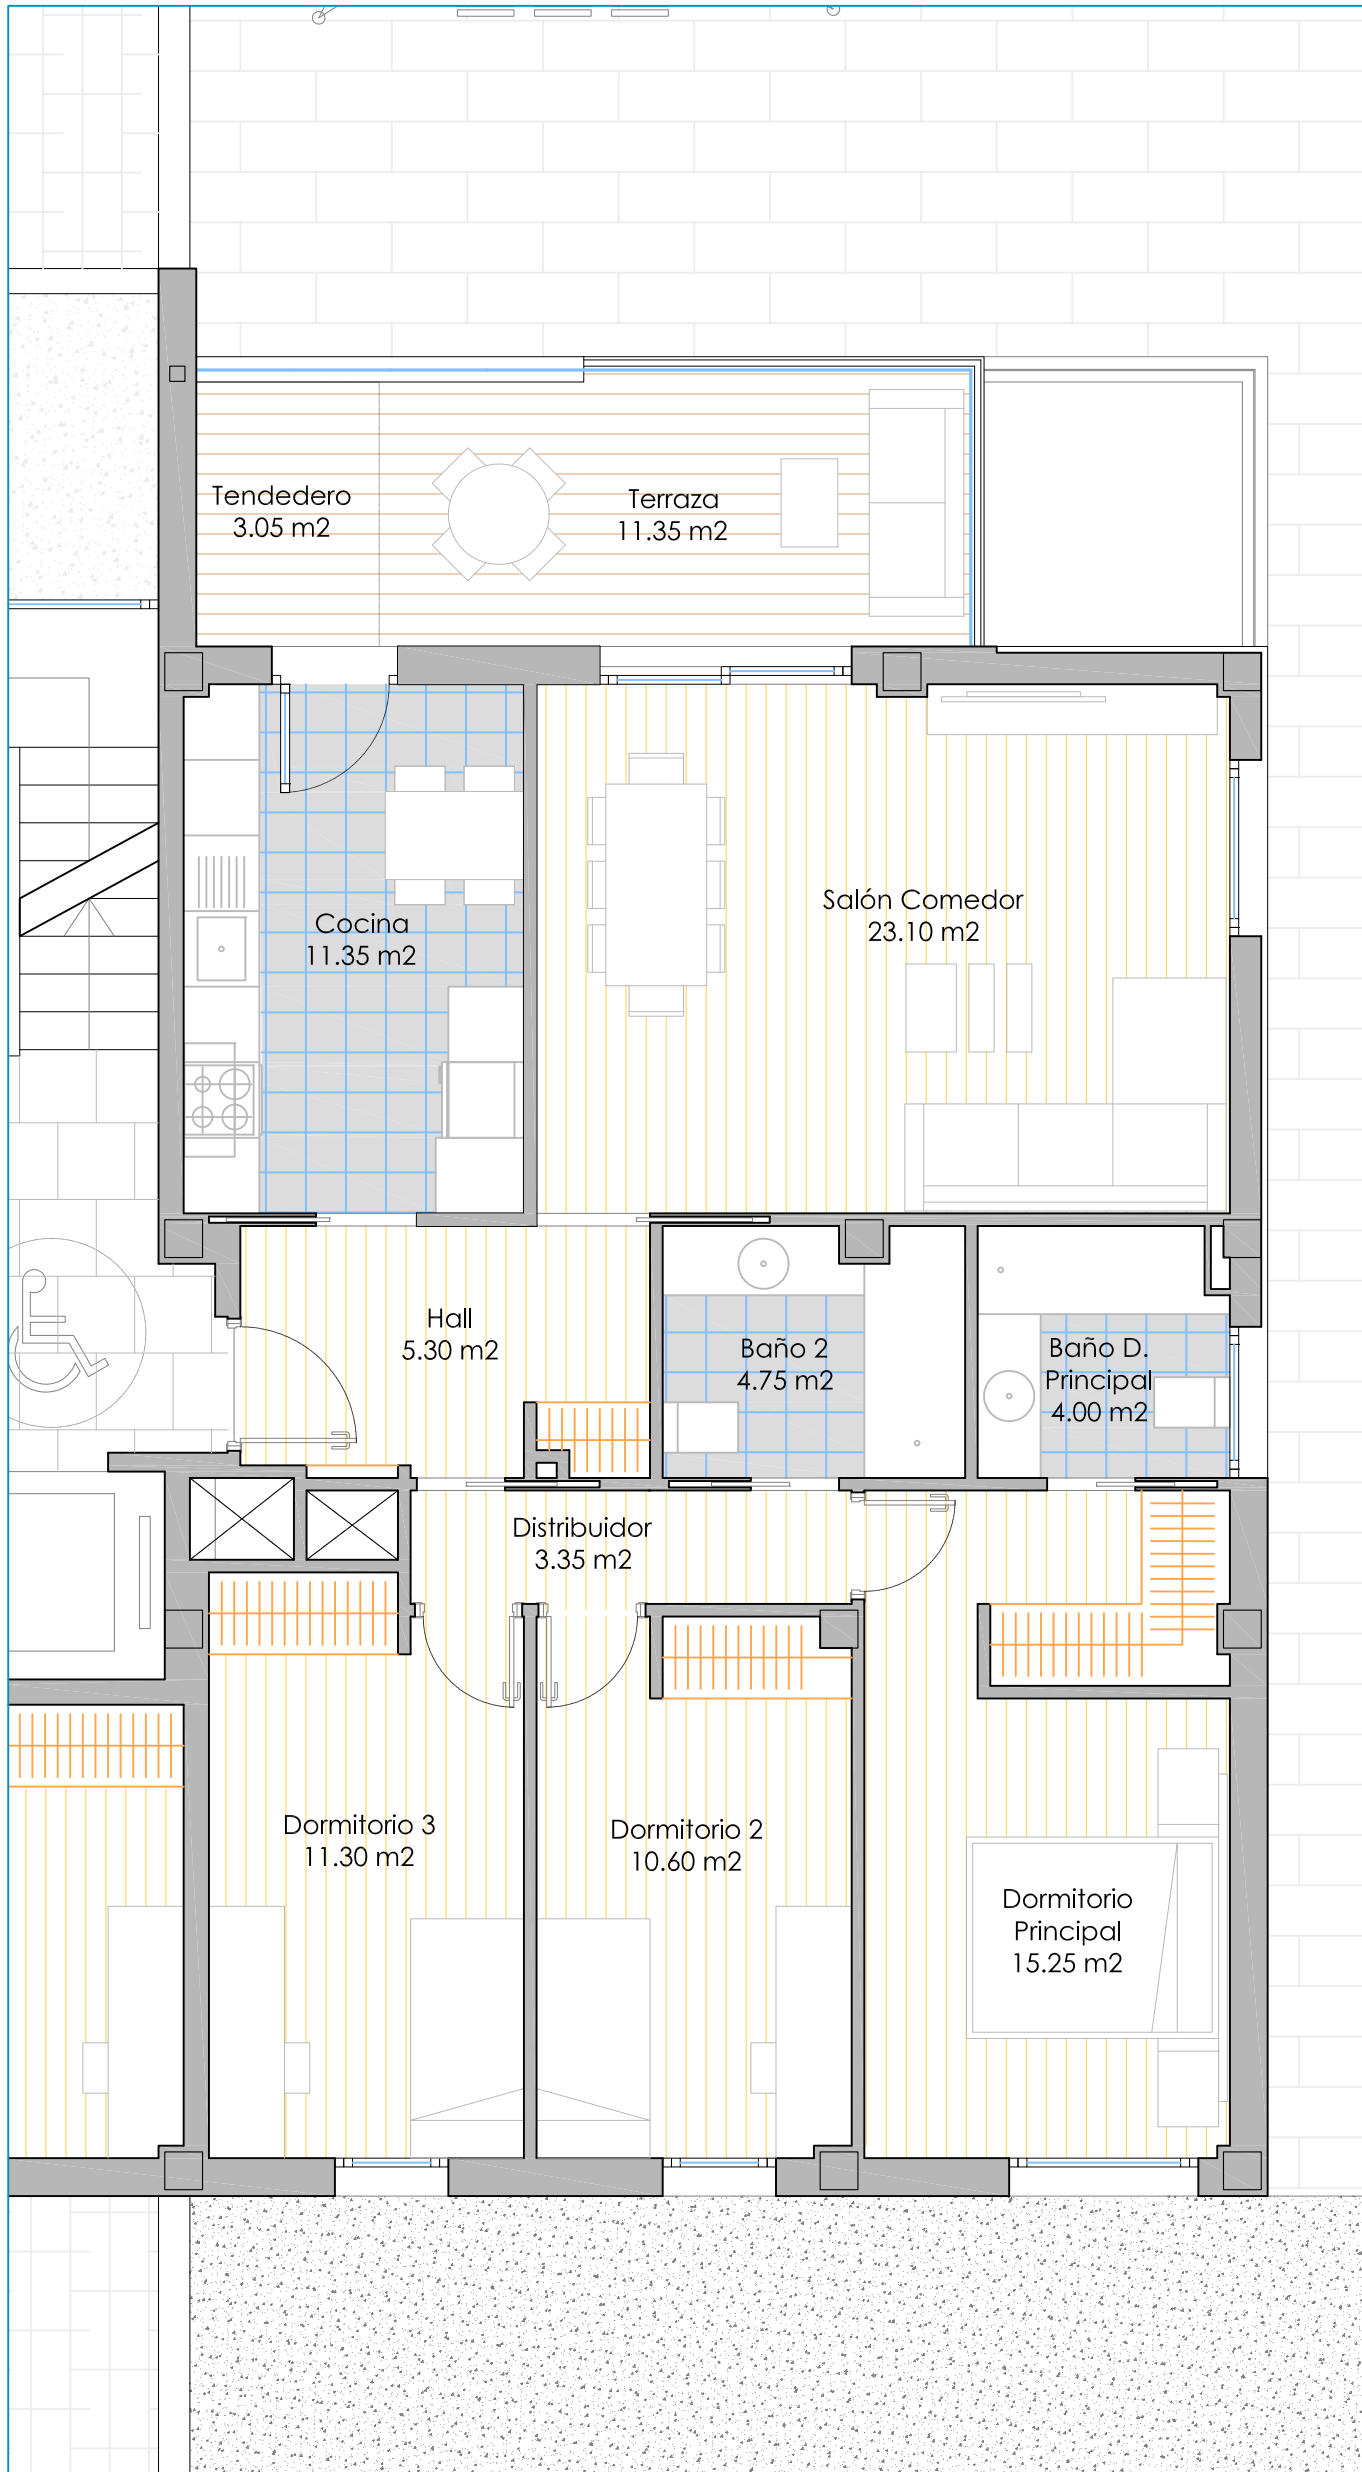 Tendedero
3.05 m2
Terraza
11.35 m2
Cocina
11.35 m2
Salón Comedor
23.10 m2
Hall
5.30 m2
Baño 2
4.75 m2
Baño D.
Principal
4.00 m2
Distribuidor
3.35 m2
Dormitorio 3
11.30 m2
Dormitorio 2
10.60 m2
Dormitorio
Principal
15.25 m2